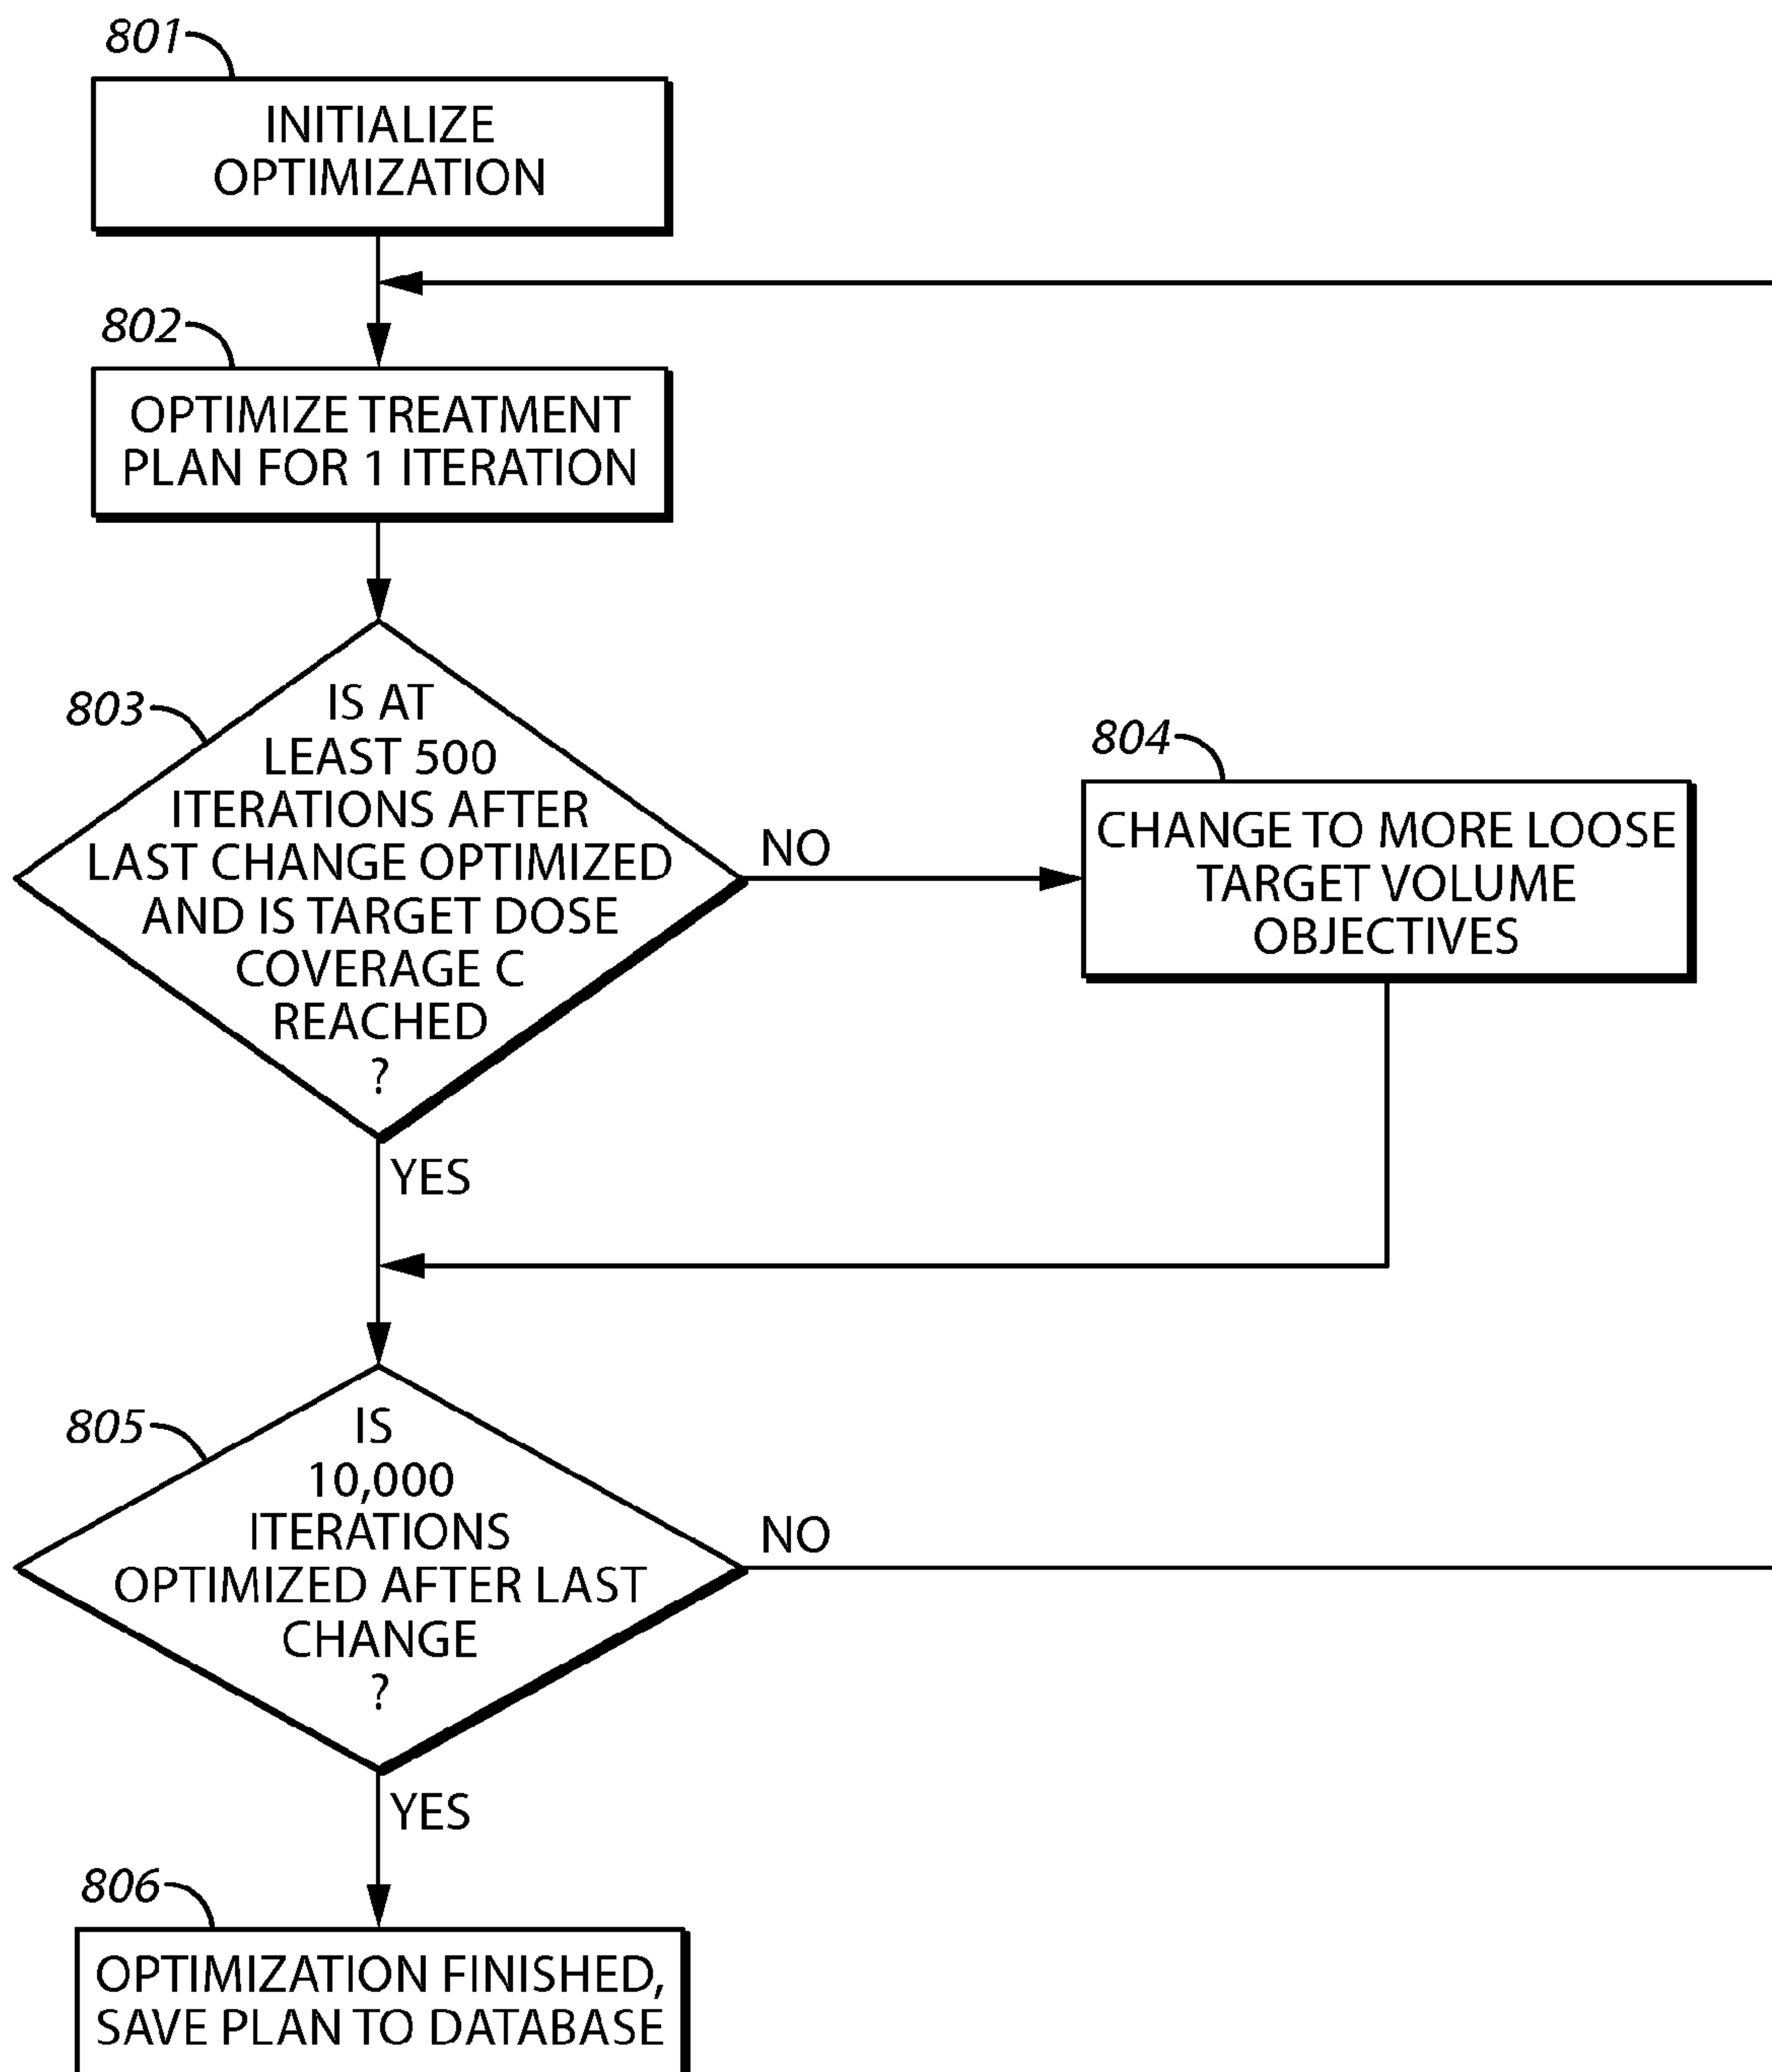 801
INITIALIZE
OPTIMIZATION
802
OPTIMIZE TREATMENT
PLAN FOR 1 ITERATION
803
IS AT
LEAST 500
ITERATIONS AFTER
LAST CHANGE OPTIMIZED
AND IS TARGET DOSE
COVERAGE C
REACHED
?
NO
804
CHANGE TO MORE LOOSE
TARGET VOLUME
OBJECTIVES
YES
805
IS
10,000
ITERATIONS
OPTIMIZED AFTER LAST
CHANGE
?
NO
YES
806
OPTIMIZATION FINISHED,
SAVE PLAN TO DATABASE